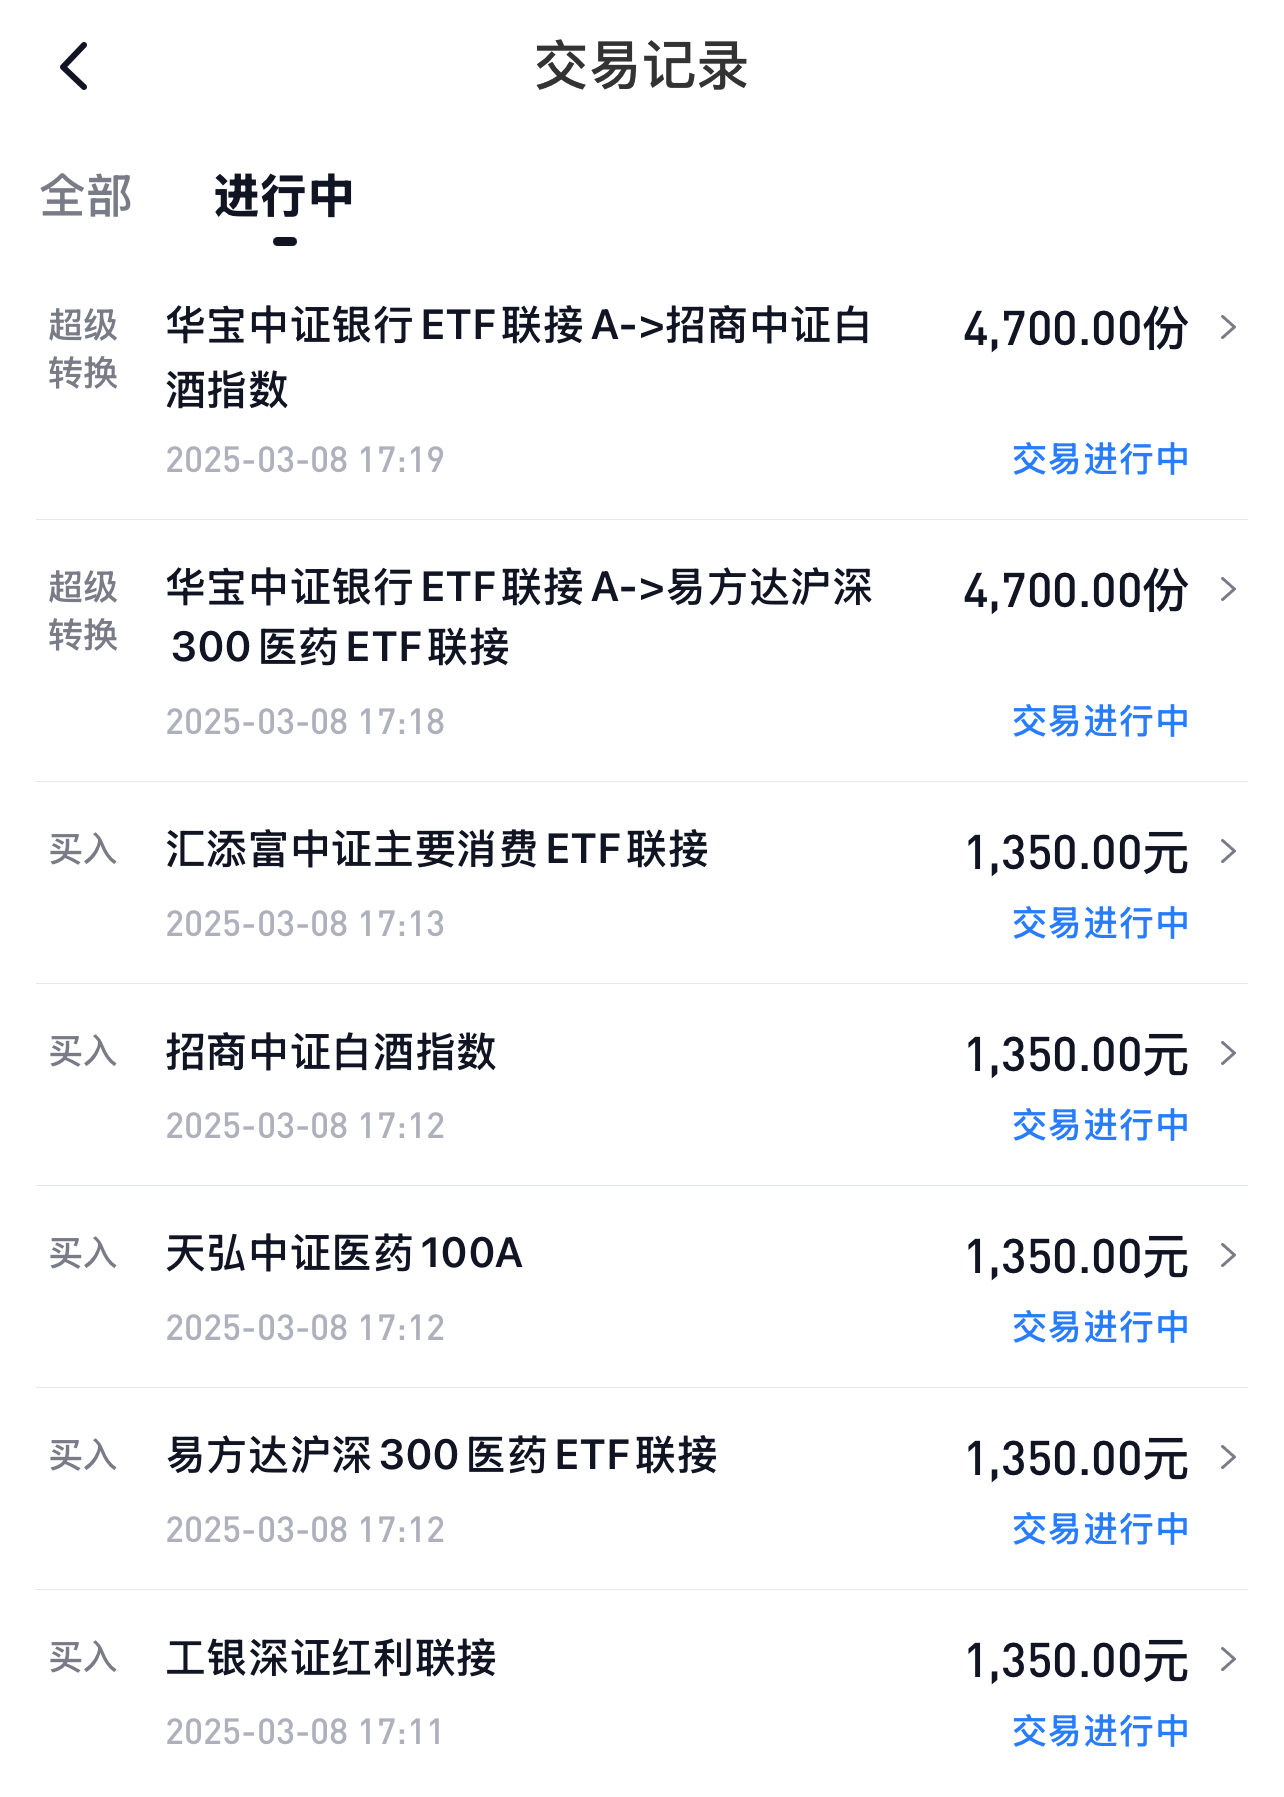 交易记录
全部 进行中
超级转换 华宝中证银行ETF联接A->招商中证白酒指数 4,700.00份
2025-03-08 17:19 交易进行中
超级转换 华宝中证银行ETF联接A->易方达沪深300医药ETF联接 4,700.00份
2025-03-08 17:18 交易进行中
买入 汇添富中证主要消费ETF联接 1,350.00元
2025-03-08 17:13 交易进行中
买入 招商中证白酒指数 1,350.00元
2025-03-08 17:12 交易进行中
买入 天弘中证医药100A 1,350.00元
2025-03-08 17:12 交易进行中
买入 易方达沪深300医药ETF联接 1,350.00元
2025-03-08 17:12 交易进行中
买入 工银深证红利联接 1,350.00元
2025-03-08 17:11 交易进行中